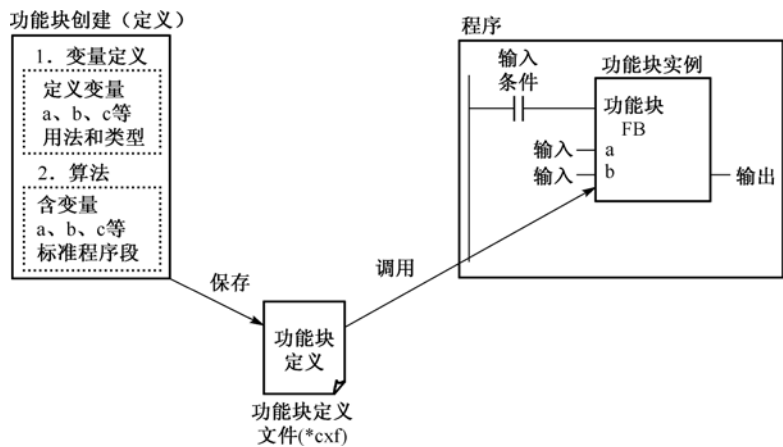 功能块创建（定义）
1．变量定义
定义变量
a、b、c等
用法和类型
2．算法
含变量
a、b、c等
标准程序段
保存
功能块
定义
功能块定义
文件(*cxf)
调用
程序
输入
条件
功能块实例
功能块
FB
输入
a
输入
b
输出